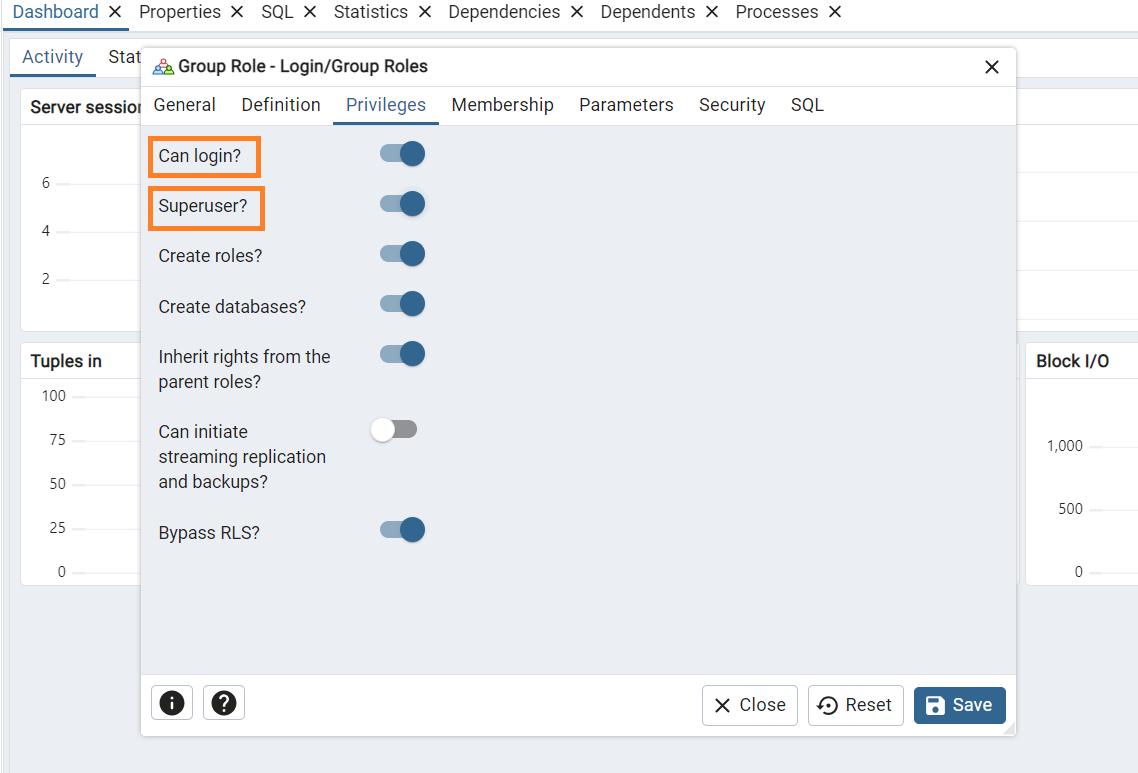 Dashboard Properties SQL Statistics Dependencies Dependents Processes
Activity Stat
Group Role - Login/Group Roles
General Definition Privileges Membership Parameters Security SQL
Server session
6
4
2
Can login?
Superuser?
Create roles?
Create databases?
Inherit rights from the
parent roles?
Can initiate
streaming replication
and backups?
Bypass RLS?
Tuples in
100
75
50
25
0
Block I/O
1,000
500
0
Close Reset Save